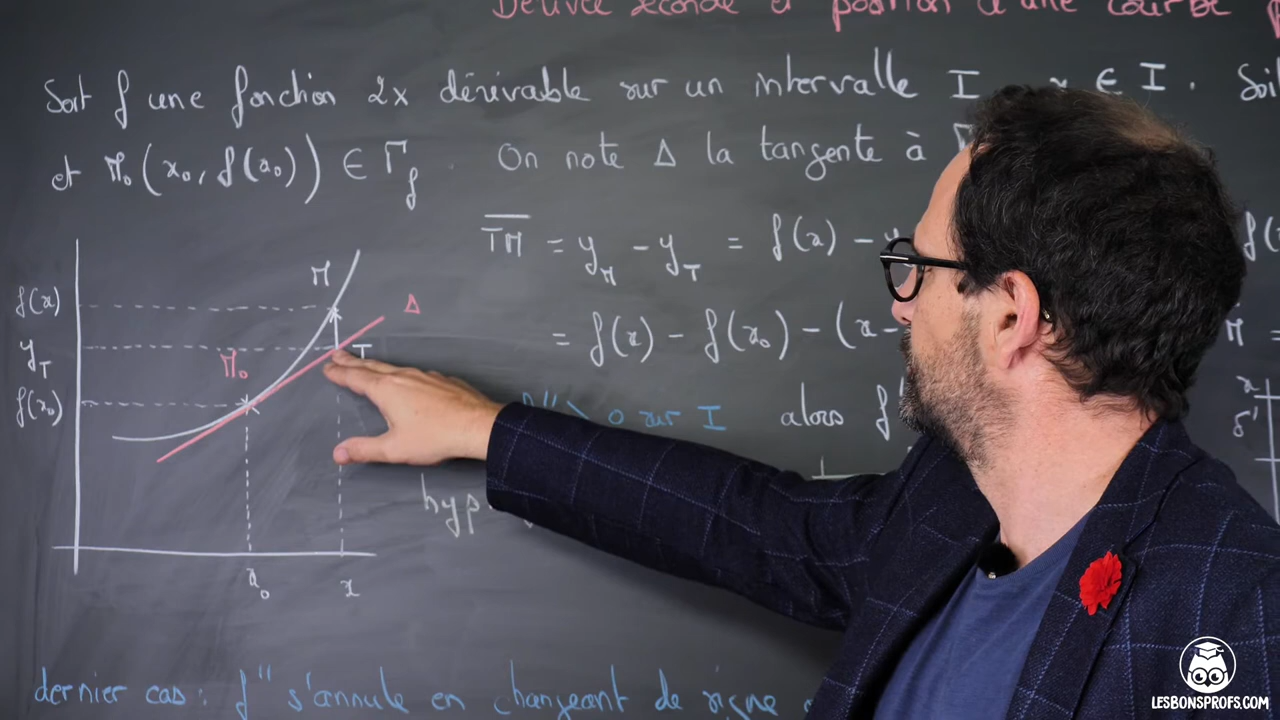 Dérivée seconde et position d'une courbe
Soit f une fonction 2x dérivable sur un intervalle I x ∈ I. Soit
et M₀(x₀, f(x₀)) ∈ Γf. On note Δ la tangente à
TM = yM - yT = f(x) -
= f(x) - f(x₀) - (x -
f(x)
yT
f(x₀)
M
Δ
M₀
T
x₀
x
f'' > 0 sur I alors f
hyp
x
dernier cas : f'' s'annule en changeant de signe
LESBONSPROFS.COM